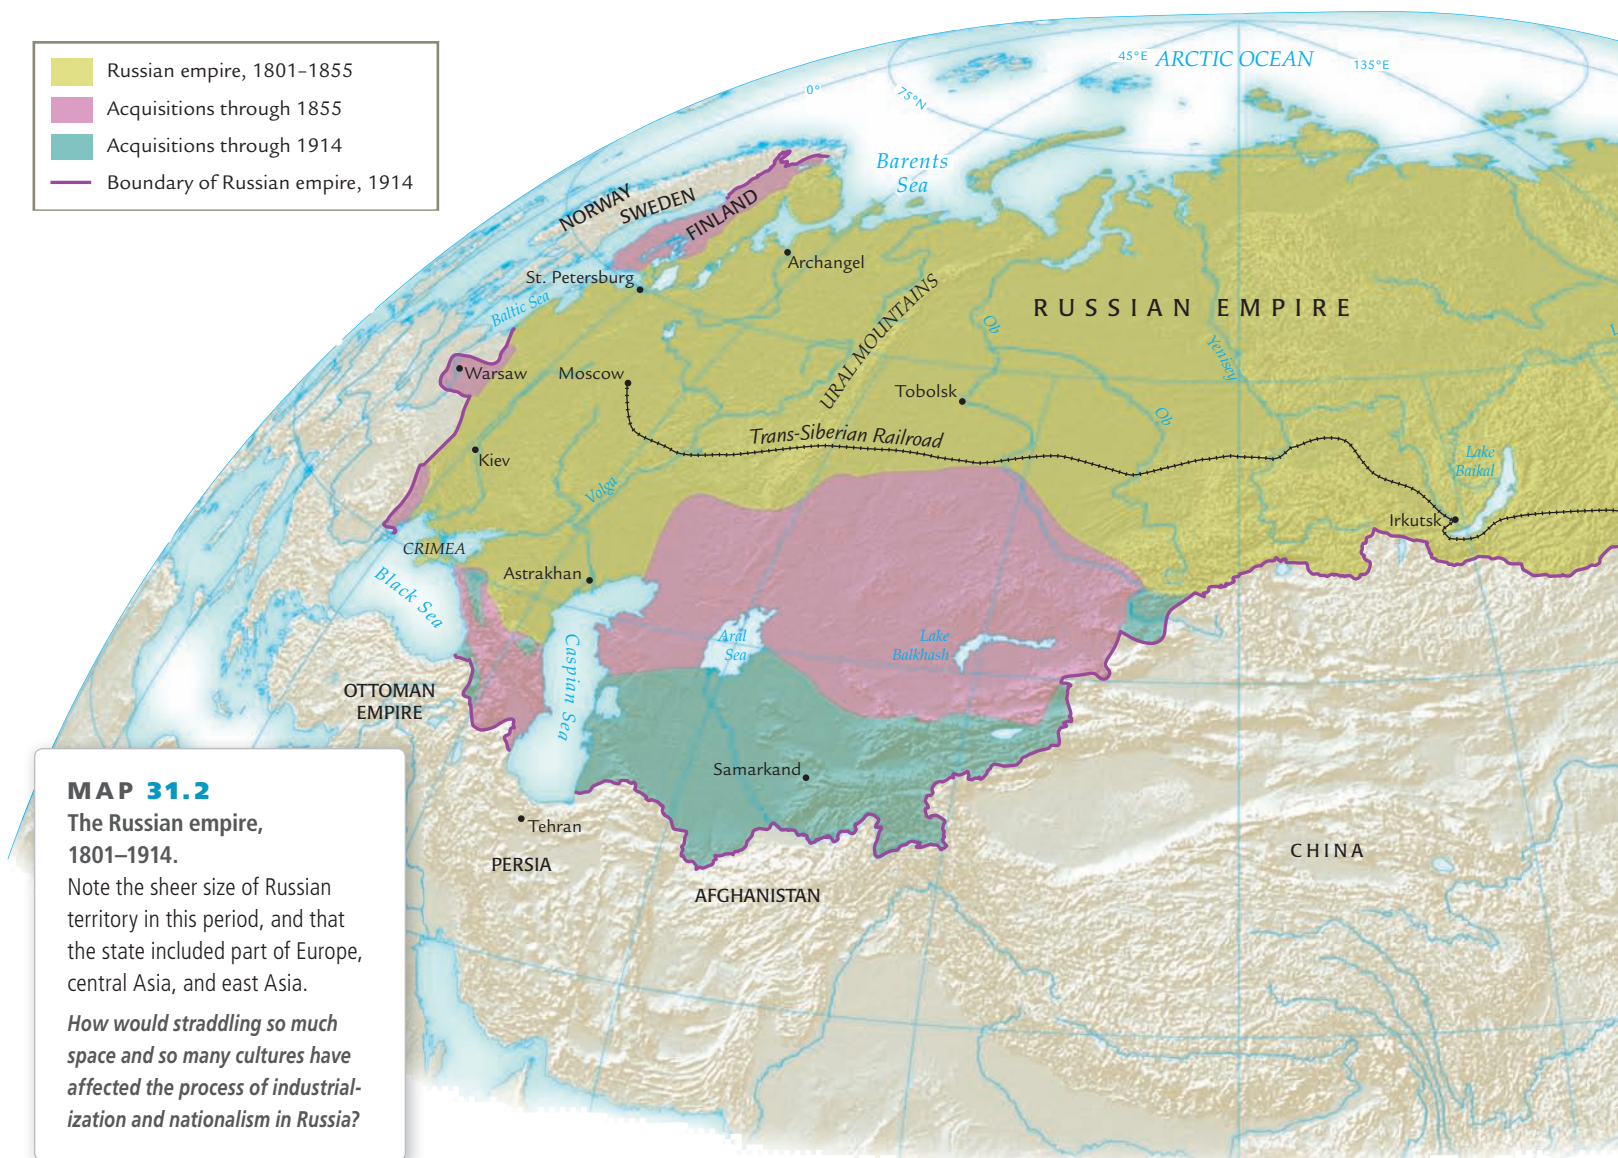 Russian empire, 1801–1855
Acquisitions through 1855
Acquisitions through 1914
Boundary of Russian empire, 1914
0°
75°N
45°E
ARCTIC OCEAN
135°E
Barents
Sea
NORWAY
SWEDEN
FINLAND
Archangel
St. Petersburg
Baltic Sea
URAL MOUNTAINS
RUSSIAN EMPIRE
Ob
Yenisey
Warsaw
Moscow
Tobolsk
Ob
Trans-Siberian Railroad
Kiev
Volga
Lake
Baikal
Irkutsk
CRIMEA
Astrakhan
Black Sea
Caspian Sea
Aral
Sea
Lake
Balkhash
OTTOMAN
EMPIRE
Samarkand
Tehran
PERSIA
AFGHANISTAN
CHINA
MAP 31.2
The Russian empire,
1801–1914.
Note the sheer size of Russian
territory in this period, and that
the state included part of Europe,
central Asia, and east Asia.
How would straddling so much
space and so many cultures have
affected the process of industrial-
ization and nationalism in Russia?